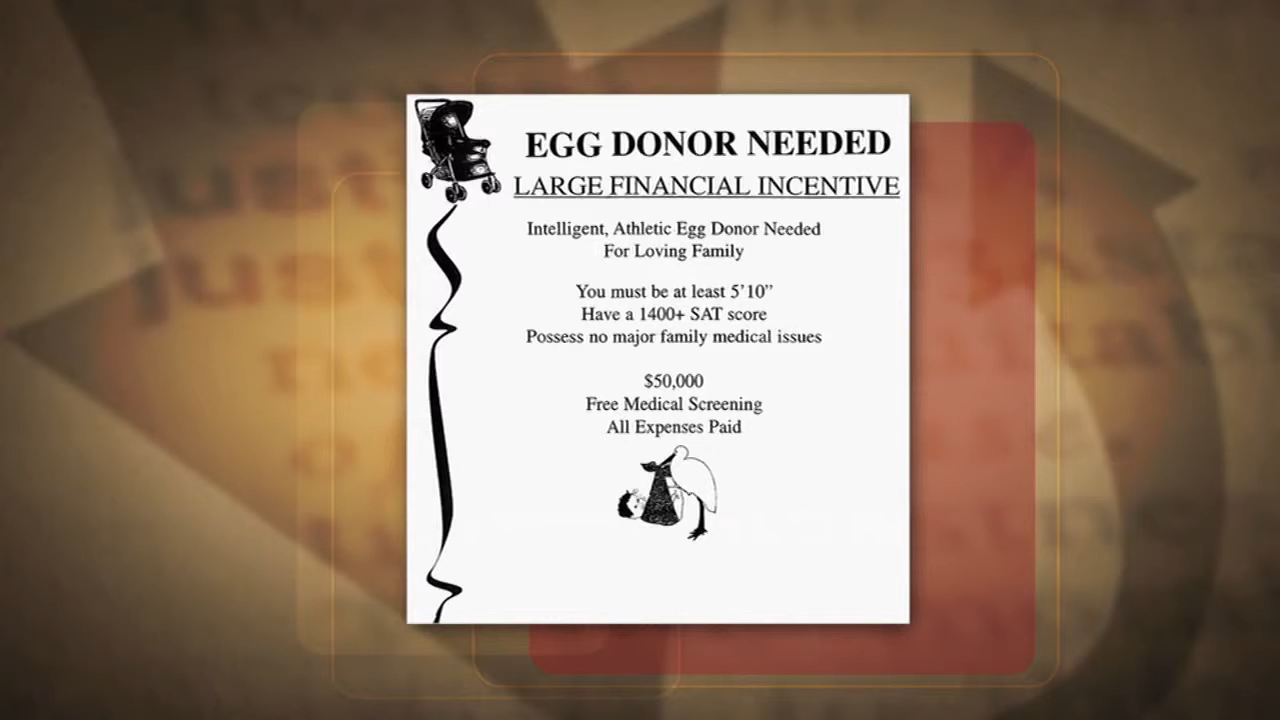 EGG DONOR NEEDED
LARGE FINANCIAL INCENTIVE
Intelligent, Athletic Egg Donor Needed
For Loving Family
You must be at least 5’10”
Have a 1400+ SAT score
Possess no major family medical issues
$50,000
Free Medical Screening
All Expenses Paid